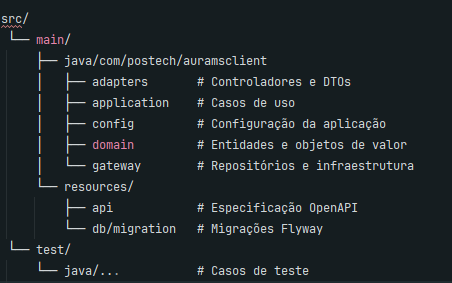 src/
└── main/
    ├── java/com/postech/auramsclient
    │   ├── adapters       # Controladores e DTOs
    │   ├── application    # Casos de uso
    │   ├── config         # Configuração da aplicação
    │   ├── domain         # Entidades e objetos de valor
    │   └── gateway        # Repositórios e infraestrutura
    └── resources/
        ├── api            # Especificação OpenAPI
        └── db/migration   # Migrações Flyway
└── test/
    └── java/...           # Casos de teste